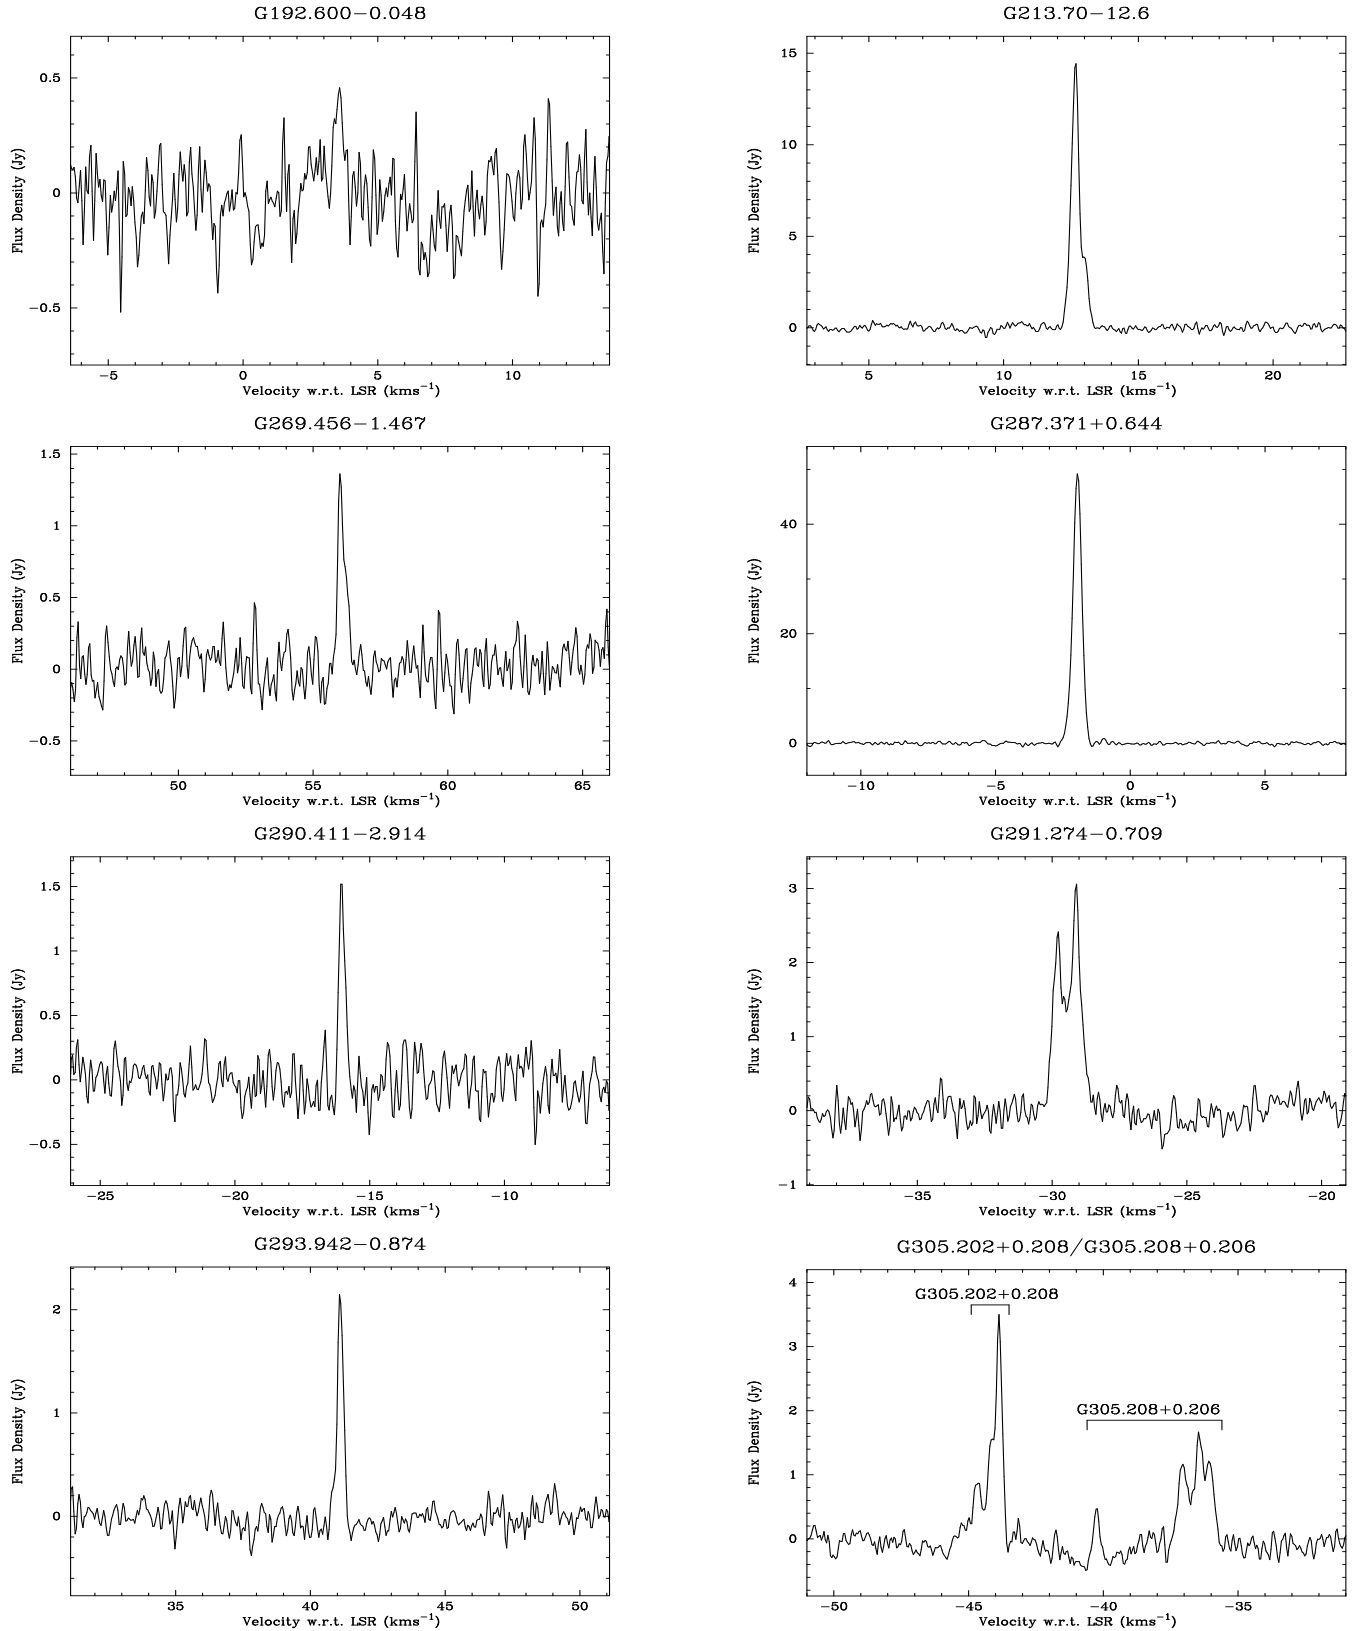 G192.600−0.048
0.5
0
−0.5
Flux Density (Jy)
−5 0 5 10
Velocity w.r.t. LSR (kms⁻¹)
G213.70−12.6
15
10
5
0
Flux Density (Jy)
5 10 15 20
Velocity w.r.t. LSR (kms⁻¹)
G269.456−1.467
1.5
1
0.5
0
−0.5
Flux Density (Jy)
50 55 60 65
Velocity w.r.t. LSR (kms⁻¹)
G287.371+0.644
40
20
0
Flux Density (Jy)
−10 −5 0 5
Velocity w.r.t. LSR (kms⁻¹)
G290.411−2.914
1.5
1
0.5
0
−0.5
Flux Density (Jy)
−25 −20 −15 −10
Velocity w.r.t. LSR (kms⁻¹)
G291.274−0.709
3
2
1
0
−1
Flux Density (Jy)
−35 −30 −25 −20
Velocity w.r.t. LSR (kms⁻¹)
G293.942−0.874
2
1
0
Flux Density (Jy)
35 40 45 50
Velocity w.r.t. LSR (kms⁻¹)
G305.202+0.208/G305.208+0.206
G305.202+0.208
G305.208+0.206
4
3
2
1
0
Flux Density (Jy)
−50 −45 −40 −35
Velocity w.r.t. LSR (kms⁻¹)